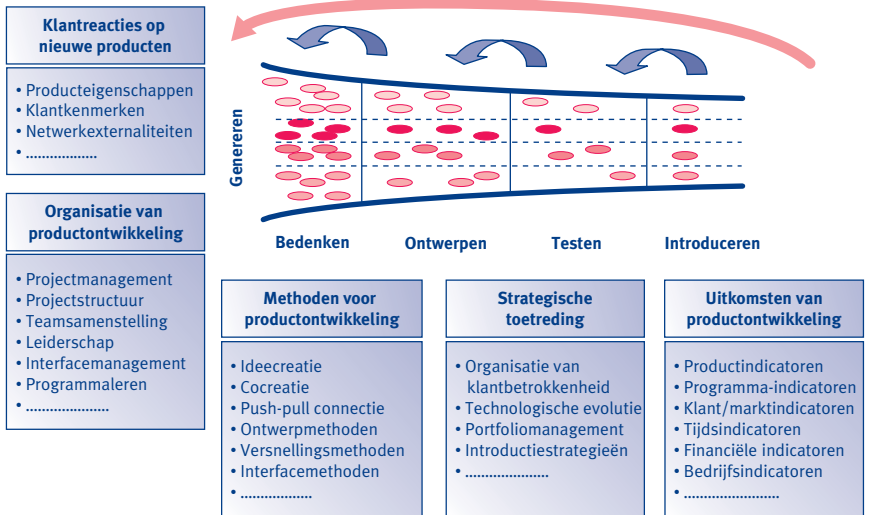 Klantreacties op
nieuwe producten
• Producteigenschappen
• Klantkenmerken
• Netwerkexternaliteiten
• ..................
Organisatie van
productontwikkeling
• Projectmanagement
• Projectstructuur
• Teamsamenstelling
• Leiderschap
• Interfacemanagement
• Programmaleren
• .....................
Genereren
Bedenken
Ontwerpen
Testen
Introduceren
Methoden voor
productontwikkeling
• Ideecreatie
• Cocreatie
• Push-pull connectie
• Ontwerpmethoden
• Versnellingsmethoden
• Interfacemethoden
• ..................
Strategische
toetreding
• Organisatie van
klantbetrokkenheid
• Technologische evolutie
• Portfoliomanagement
• Introductiestrategieën
• .....................
Uitkomsten van
productontwikkeling
• Productindicatoren
• Programma-indicatoren
• Klant/marktindicatoren
• Tijdsindicatoren
• Financiële indicatoren
• Bedrijfsindicatoren
• ........................